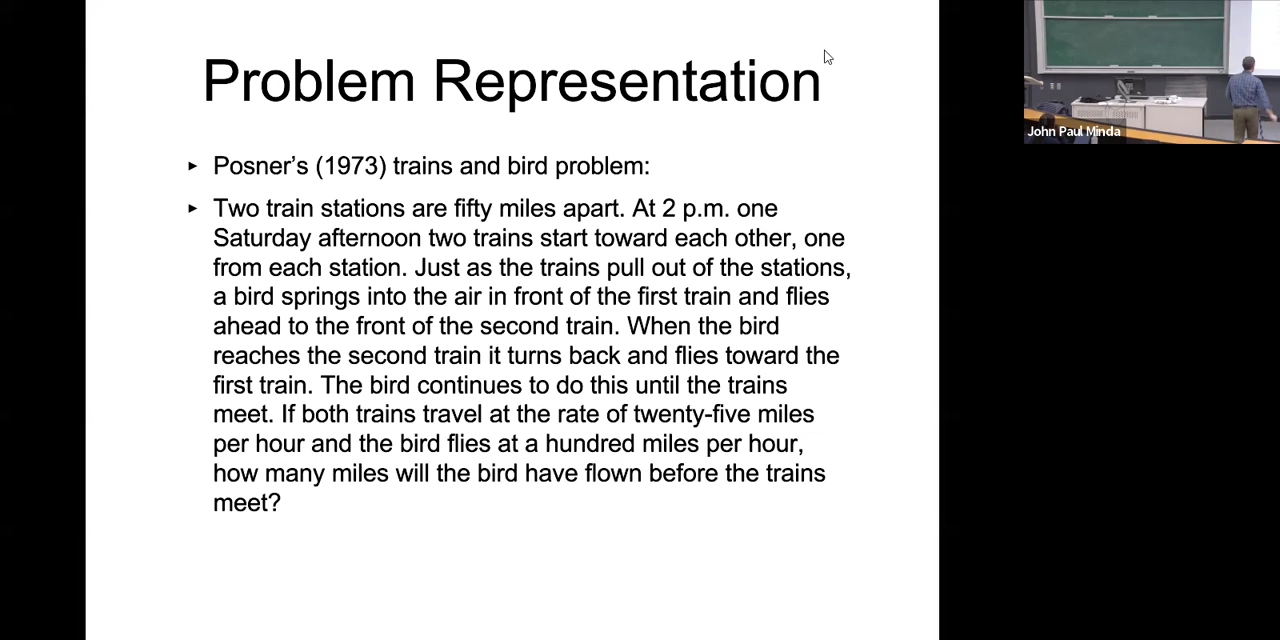 Problem Representation
Posner's (1973) trains and bird problem:
Two train stations are fifty miles apart. At 2 p.m. one
Saturday afternoon two trains start toward each other, one
from each station. Just as the trains pull out of the stations,
a bird springs into the air in front of the first train and flies
ahead to the front of the second train. When the bird
reaches the second train it turns back and flies toward the
first train. The bird continues to do this until the trains
meet. If both trains travel at the rate of twenty-five miles
per hour and the bird flies at a hundred miles per hour,
how many miles will the bird have flown before the trains
meet?
John Paul Minda